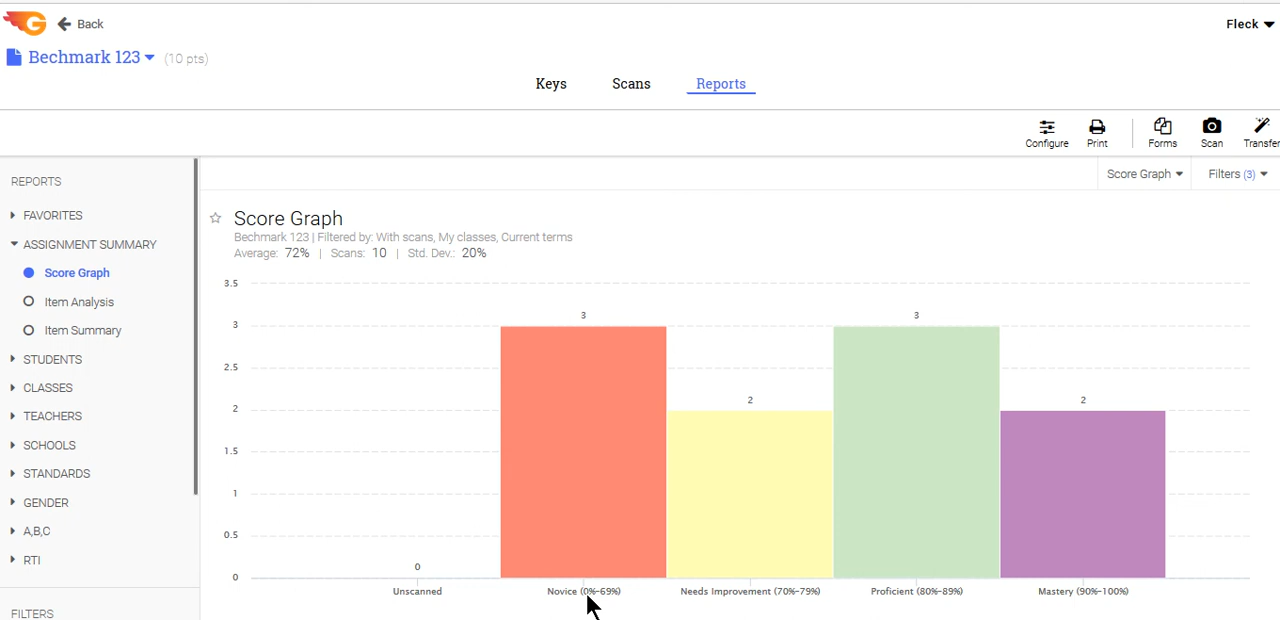 G
Back
Fleck
Bechmark 123 (10 pts)
Keys Scans Reports
Configure Print Forms Scan Transfer
Score Graph Filters (3)
REPORTS
FAVORITES
ASSIGNMENT SUMMARY
Score Graph
Item Analysis
Item Summary
STUDENTS
CLASSES
TEACHERS
SCHOOLS
STANDARDS
GENDER
A,B,C
RTI
FILTERS
Score Graph
Bechmark 123 | Filtered by: With scans, My classes, Current terms
Average: 72% | Scans: 10 | Std. Dev.: 20%
3.5
3
2.5
2
1.5
1
0.5
0
0
3
2
3
2
Unscanned Novice (0%-69%) Needs Improvement (70%-79%) Proficient (80%-89%) Mastery (90%-100%)